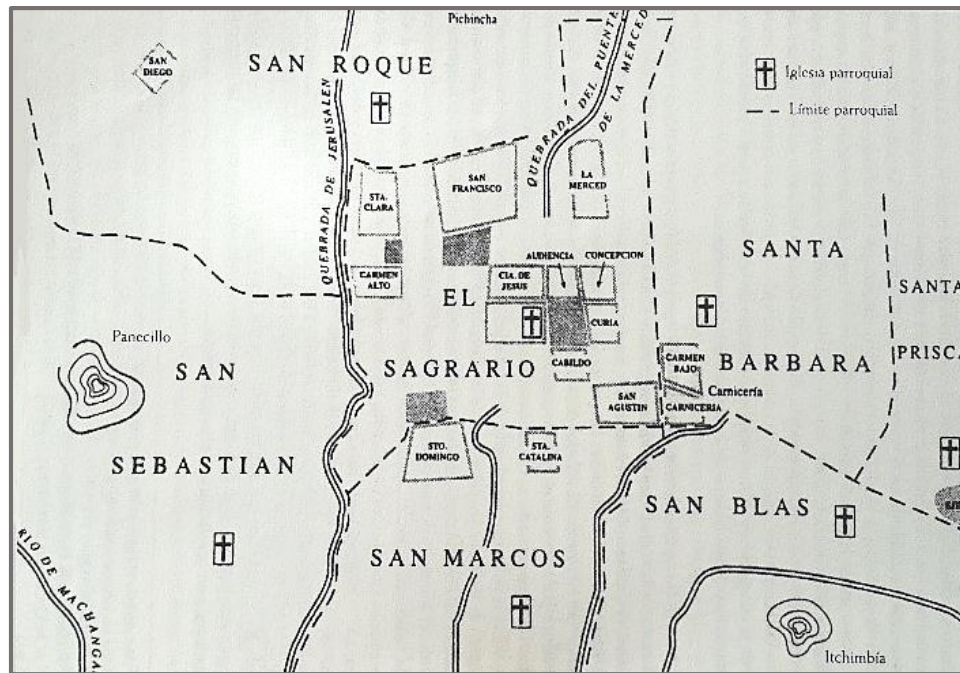 Pichincha
SAN
DIEGO
SAN ROQUE
Iglesia parroquial
Límite parroquial
QUEBRADA DE JERUSALEN
QUEBRADA DEL PUENTE
DE LA MERCED
STA.
CLARA
SAN
FRANCISCO
LA
MERCED
CARMEN
ALTO
EL
SAGRARIO
CIA. DE
JESUS
AUDIENCIA
CONCEPCION
CURIA
CABILDO
SANTA
BARBARA
SANTA
PRISCA
Panecillo
SAN
SEBASTIAN
CARMEN
BAJO
Carnicería
CARNICERIA
SAN
AGUSTIN
STO.
DOMINGO
STA.
CATALINA
SAN BLAS
SAN MARCOS
RIO DE MACHANGA
Itchimbía